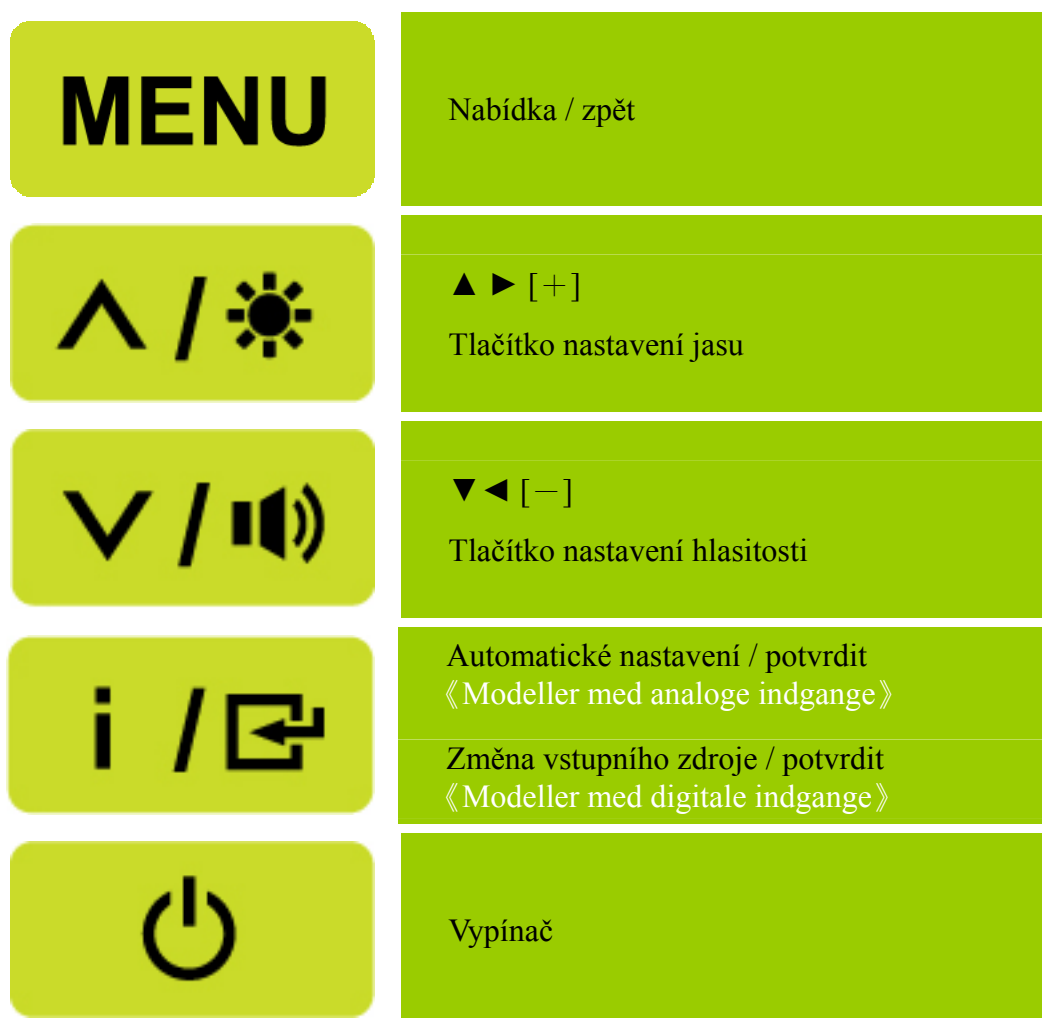 MENU
Nabídka / zpět
∧ /
▲ ► [+]
Tlačítko nastavení jasu
∨ /
▼◄ [－]
Tlačítko nastavení hlasitosti
i /
Automatické nastavení / potvrdit
《Modeller med analoge indgange》
Změna vstupního zdroje / potvrdit
《Modeller med digitale indgange》
Vypínač